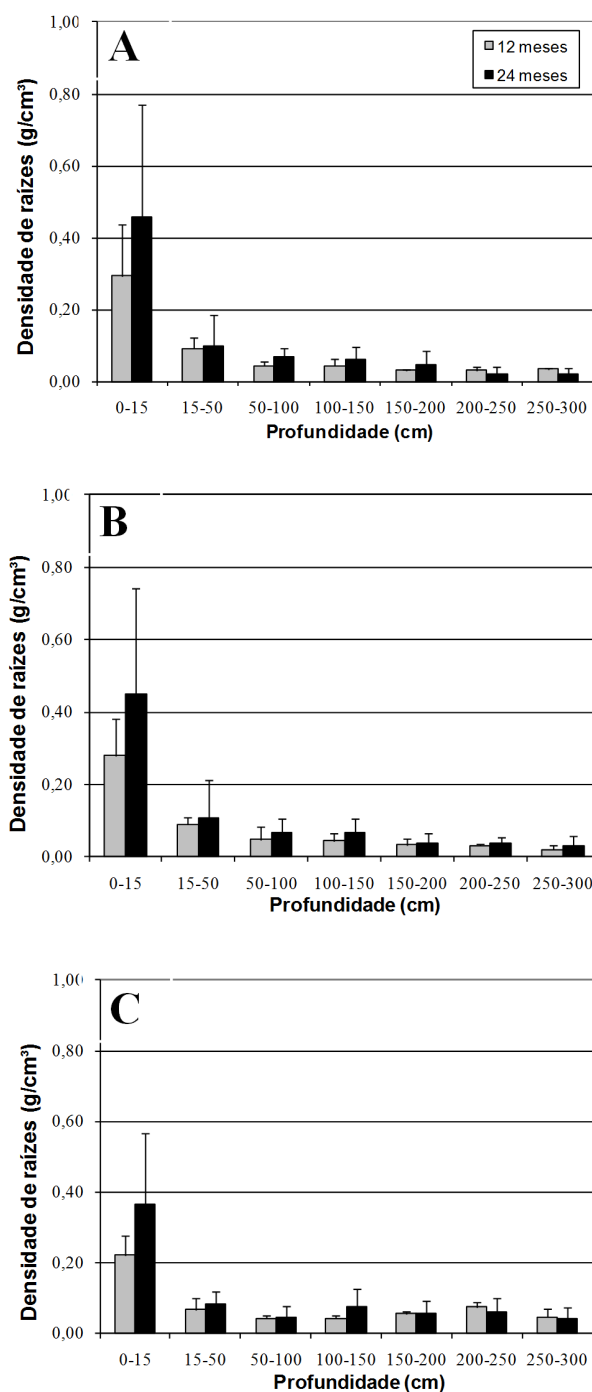 A
12 meses
24 meses
Densidade de raízes (g/cm³)
1,00
0,80
0,60
0,40
0,20
0,00
0-15 15-50 50-100 100-150 150-200 200-250 250-300
Profundidade (cm)
B
Densidade de raízes (g/cm³)
1,00
0,80
0,60
0,40
0,20
0,00
0-15 15-50 50-100 100-150 150-200 200-250 250-300
Profundidade (cm)
C
Densidade de raízes (g/cm³)
1,00
0,80
0,60
0,40
0,20
0,00
0-15 15-50 50-100 100-150 150-200 200-250 250-300
Profundidade (cm)